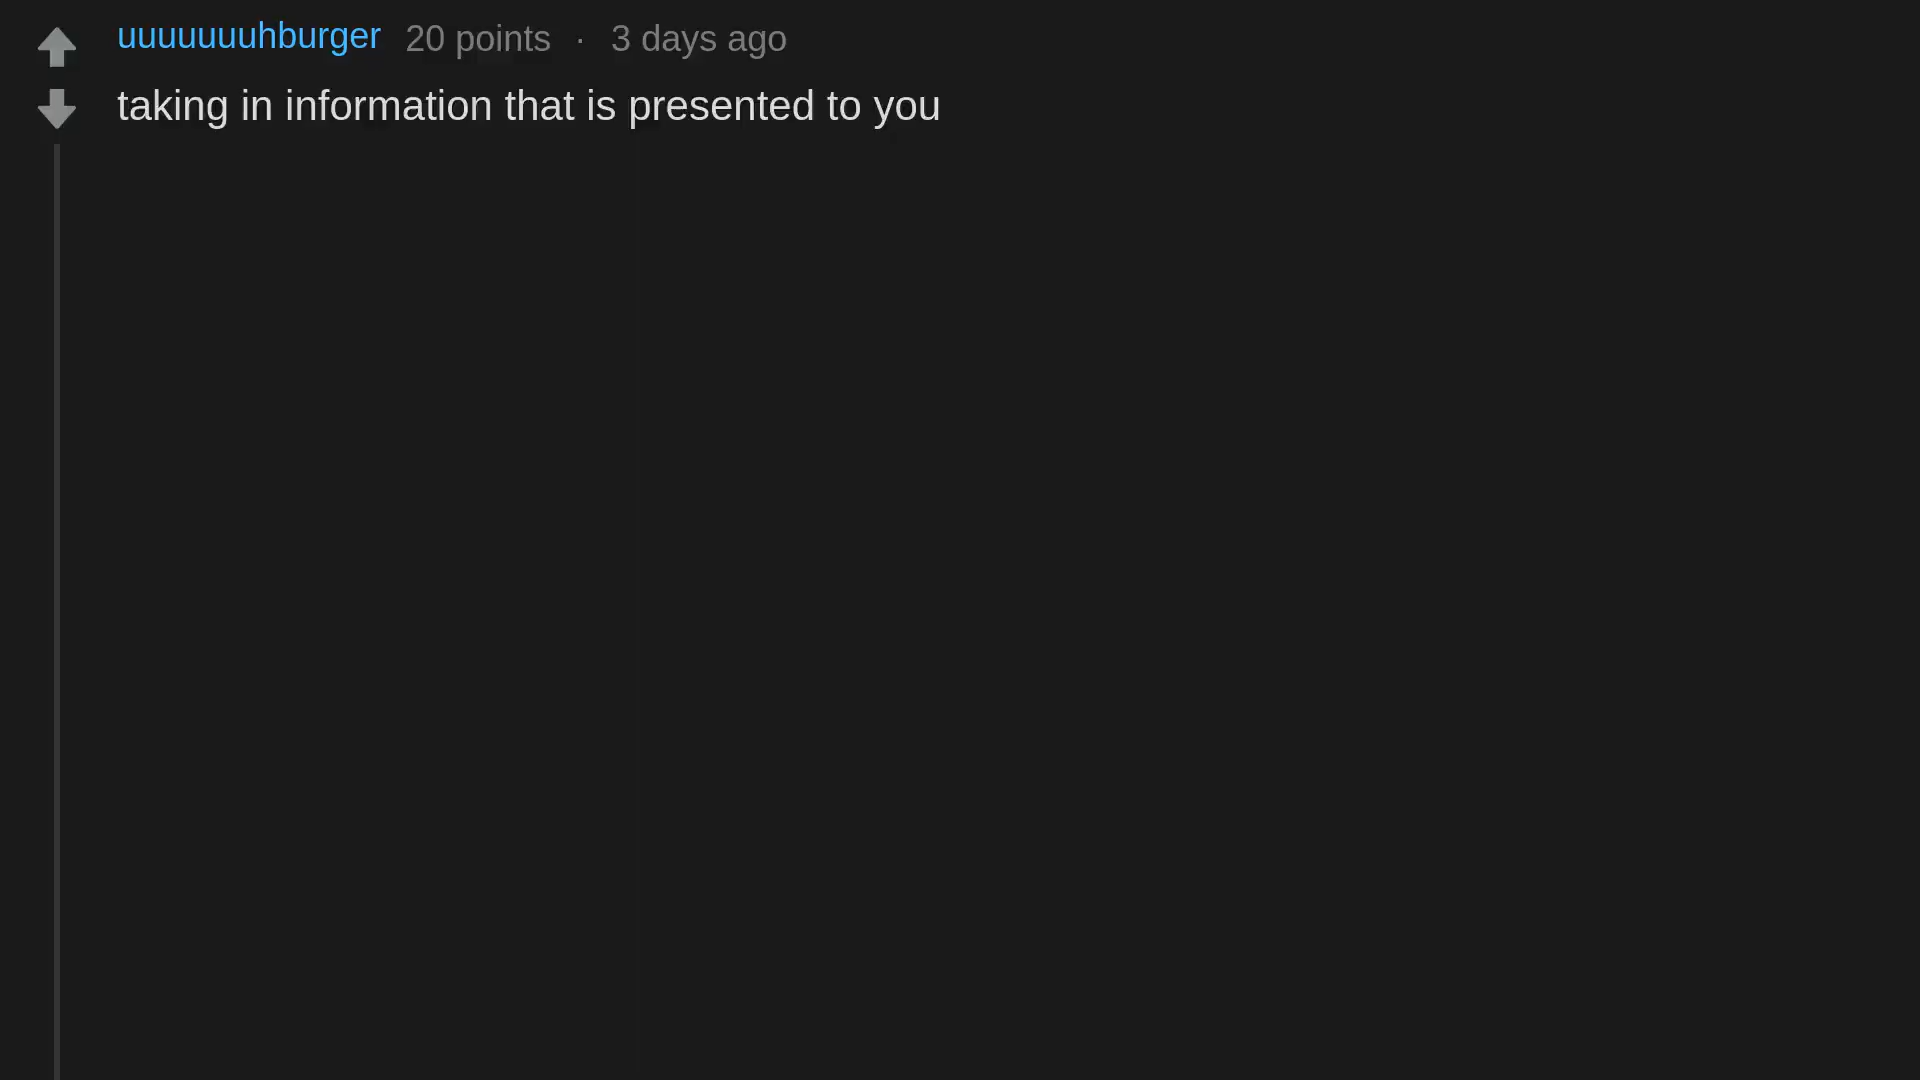 uuuuuuuhburger 20 points · 3 days ago
taking in information that is presented to you